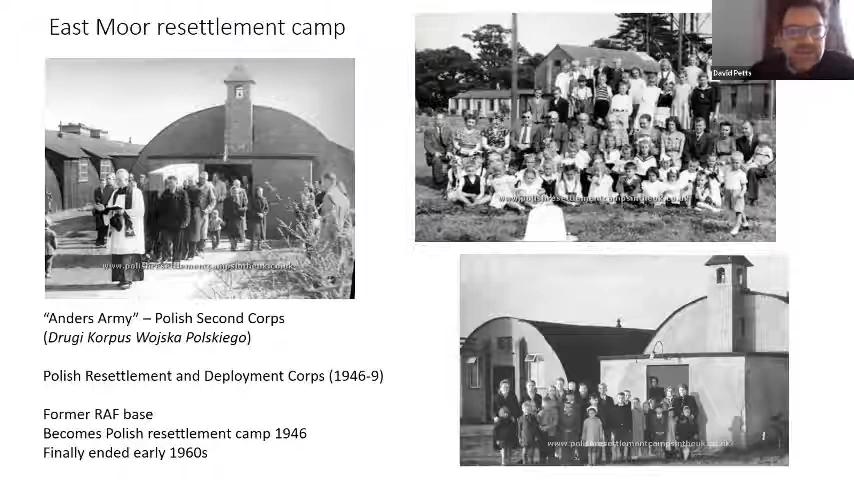 East Moor resettlement camp
David Petts
www.polishresettlementcampsintheuk.co.uk
www.polishresettlementcampsintheuk.co.uk
www.polishresettlementcampsintheuk.co.uk
“Anders Army” – Polish Second Corps
(Drugi Korpus Wojska Polskiego)
Polish Resettlement and Deployment Corps (1946-9)
Former RAF base
Becomes Polish resettlement camp 1946
Finally ended early 1960s